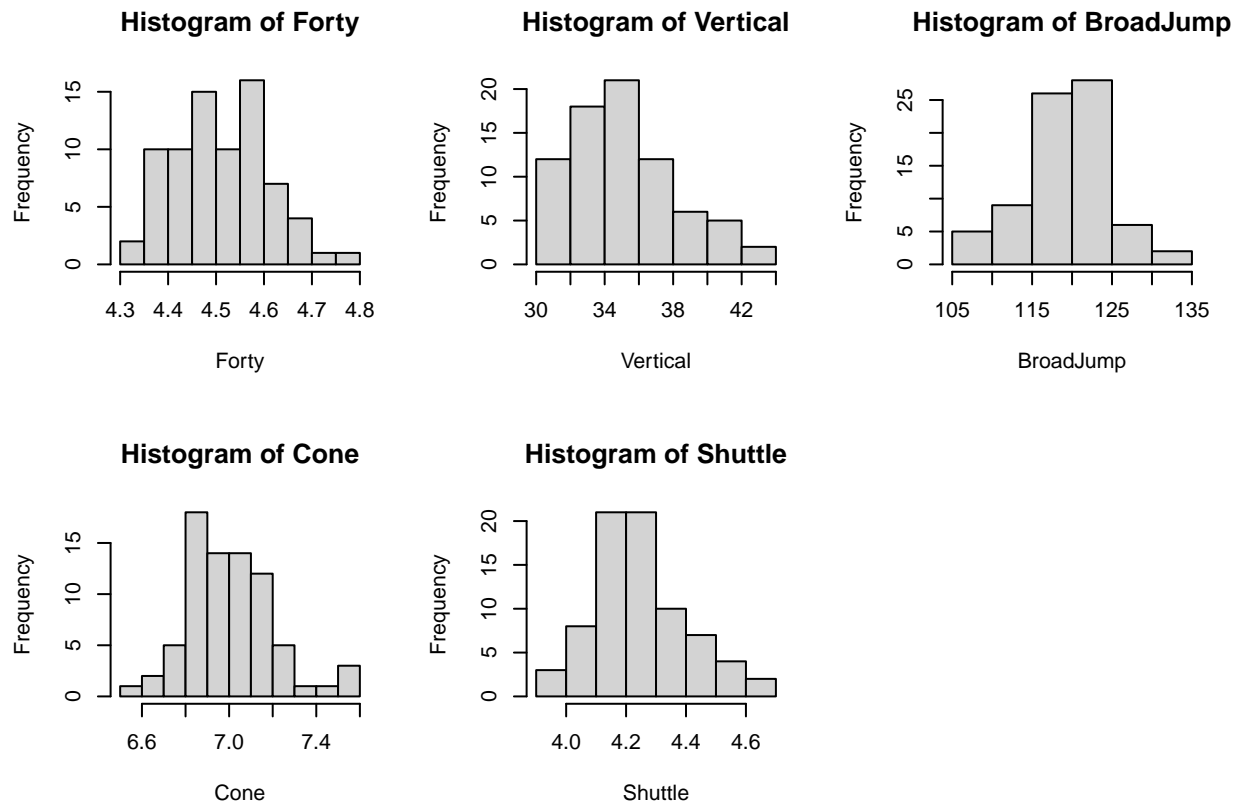 Histogram of Forty
Frequency
0 5 10 15
4.3 4.4 4.5 4.6 4.7 4.8
Forty
Histogram of Vertical
Frequency
0 5 10 15 20
30 34 38 42
Vertical
Histogram of BroadJump
Frequency
0 5 15 25
105 115 125 135
BroadJump
Histogram of Cone
Frequency
0 5 10 15
6.6 7.0 7.4
Cone
Histogram of Shuttle
Frequency
0 5 10 15 20
4.0 4.2 4.4 4.6
Shuttle